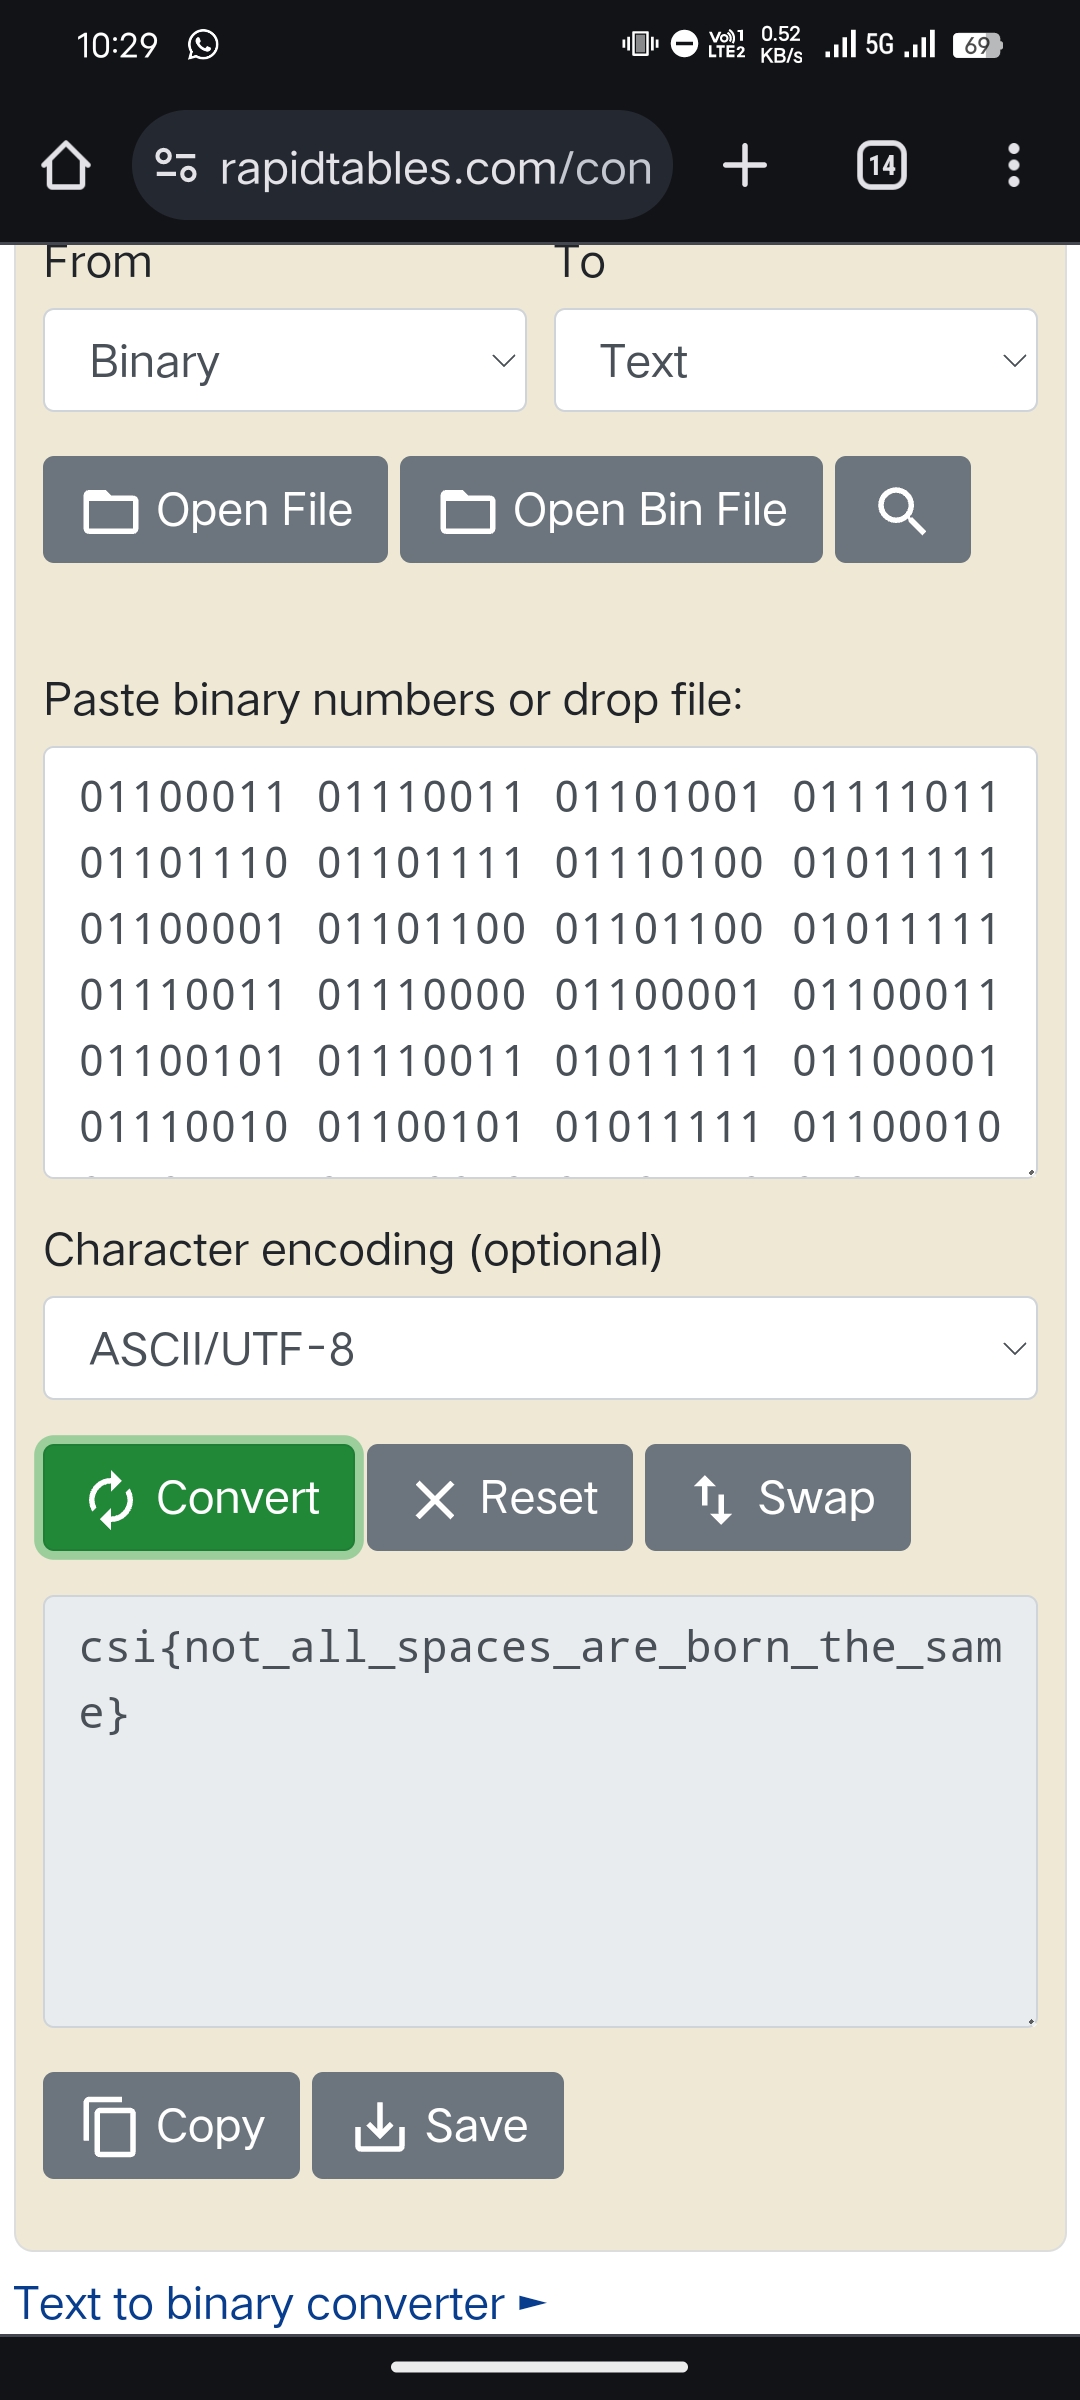 10:29
Vo)) 1
LTE2
0.52
KB/s
5G
69
rapidtables.com/con
14
From
To
Binary
Text
Open File
Open Bin File
Paste binary numbers or drop file:
01100011 01110011 01101001 01111011
01101110 01101111 01110100 01011111
01100001 01101100 01101100 01011111
01110011 01110000 01100001 01100011
01100101 01110011 01011111 01100001
01110010 01100101 01011111 01100010
Character encoding (optional)
ASCII/UTF-8
Convert
Reset
Swap
csi{not_all_spaces_are_born_the_sam
e}
Copy
Save
Text to binary converter ►